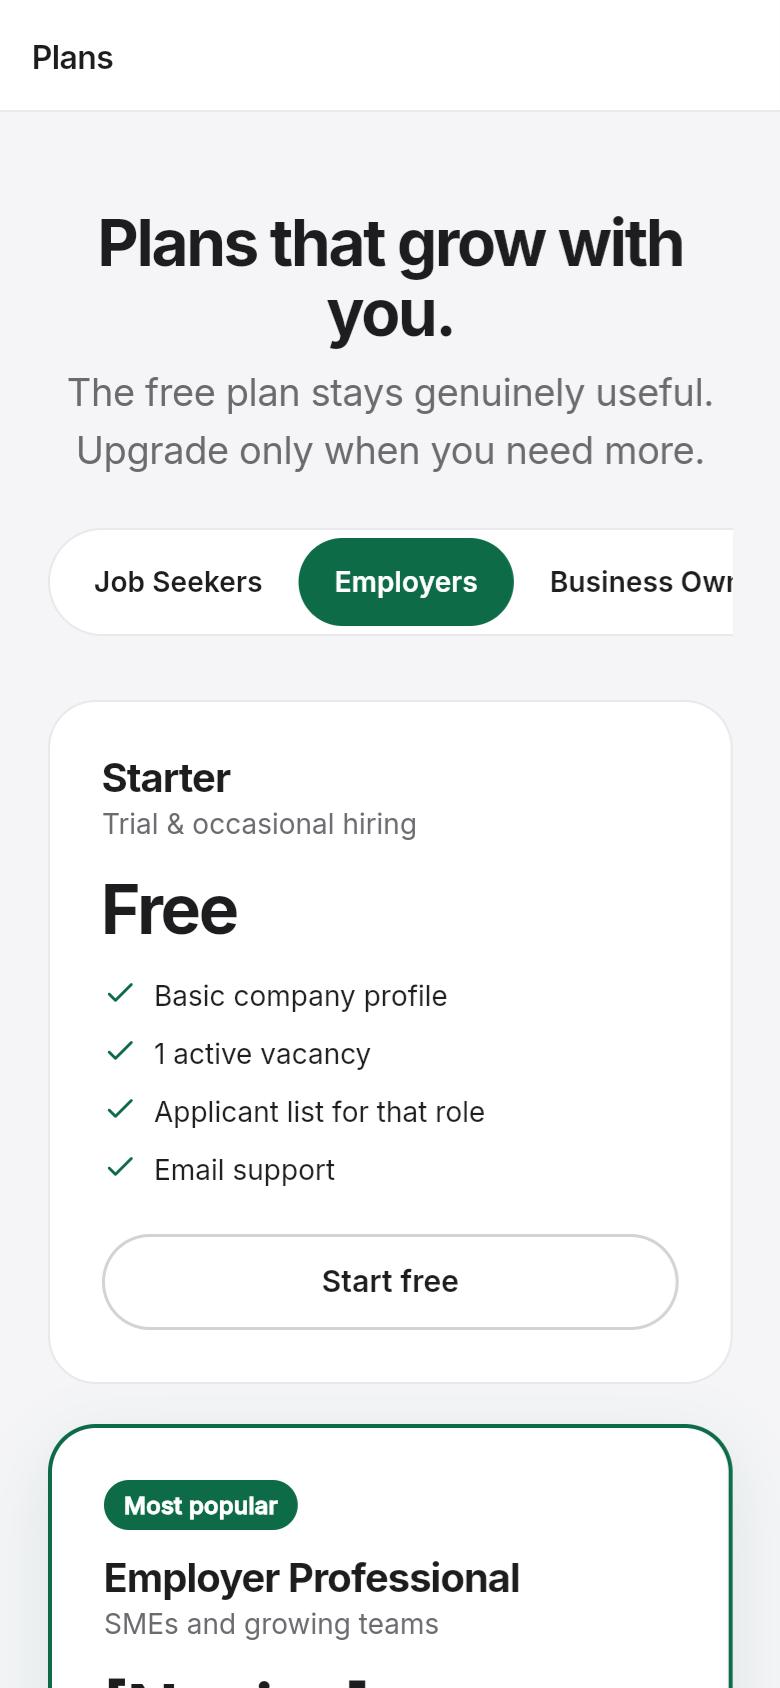 Plans
Plans that grow with
you.
The free plan stays genuinely useful.
Upgrade only when you need more.
Job Seekers Employers Business
Starter
Trial & occasional hiring
Free
Basic company profile
1 active vacancy
Applicant list for that role
Email support
Start free
Most popular
Employer Professional
SMEs and growing teams